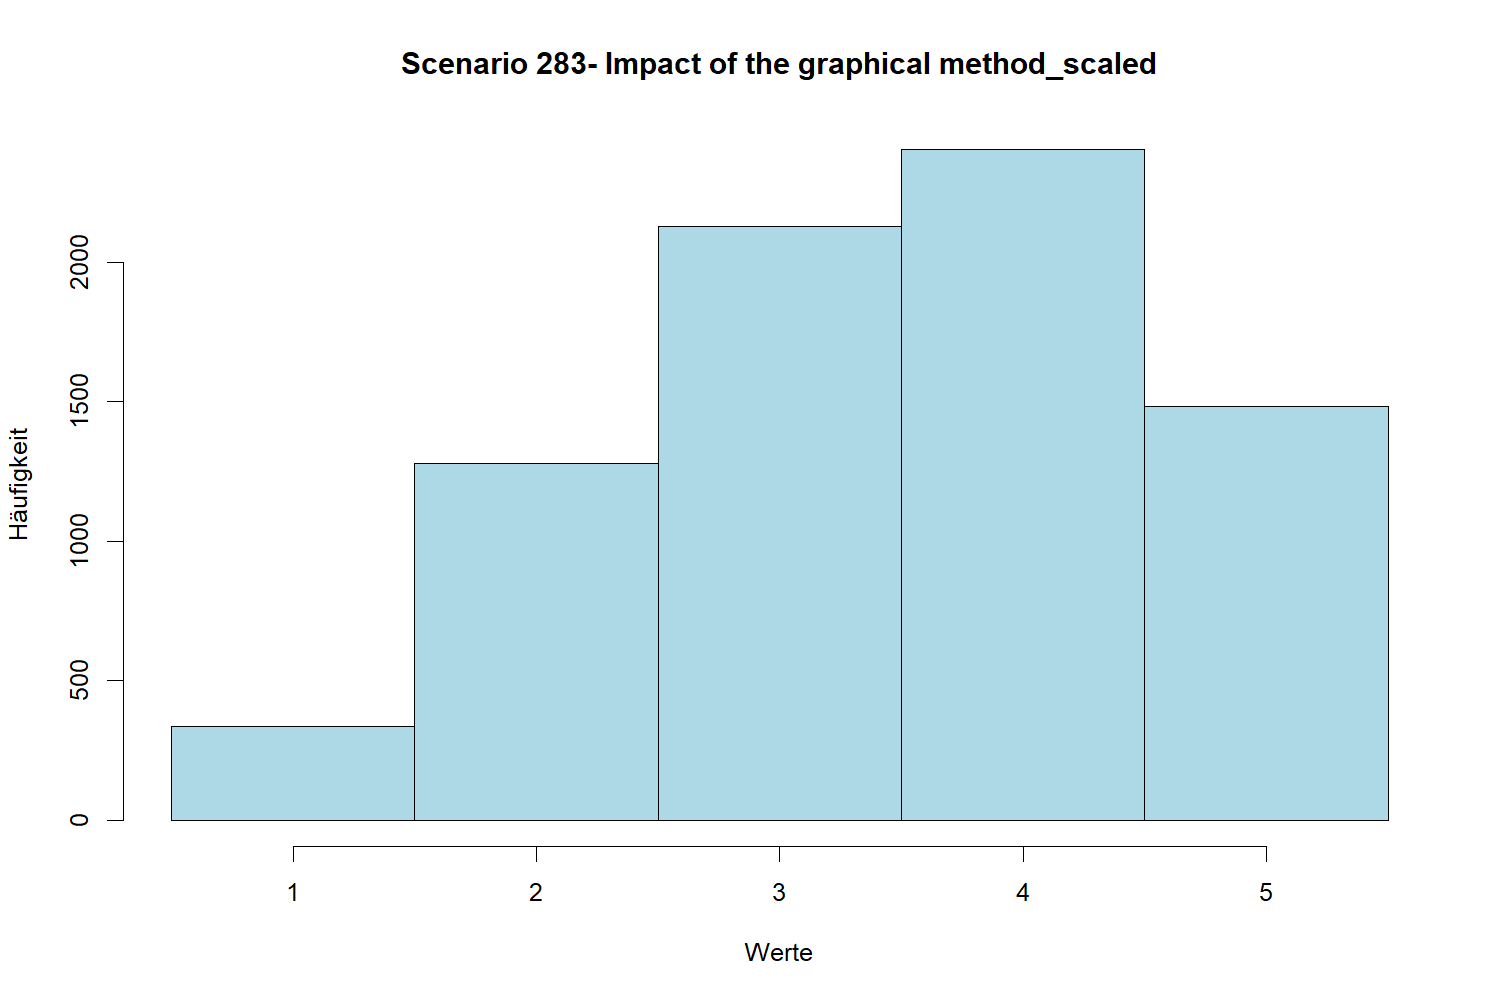 Scenario 283- Impact of the graphical method_scaled
Häufigkeit
2000
1500
1000
500
0
1 2 3 4 5
Werte